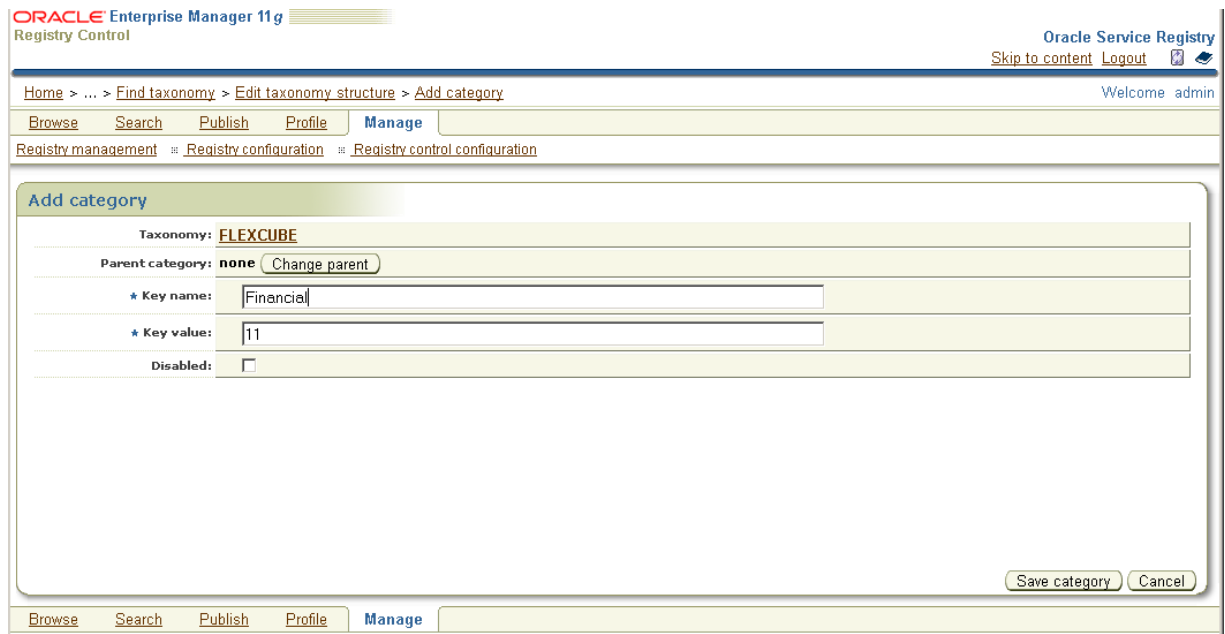 ORACLE Enterprise Manager 11g
Registry Control
Oracle Service Registry
Skip to content Logout
Home > ... > Find taxonomy > Edit taxonomy structure > Add category
Welcome admin
Browse Search Publish Profile Manage
Registry management Registry configuration Registry control configuration
Add category
Taxonomy: FLEXCUBE
Parent category: none Change parent
* Key name: Financial
* Key value: 11
Disabled:
Save category Cancel
Browse Search Publish Profile Manage